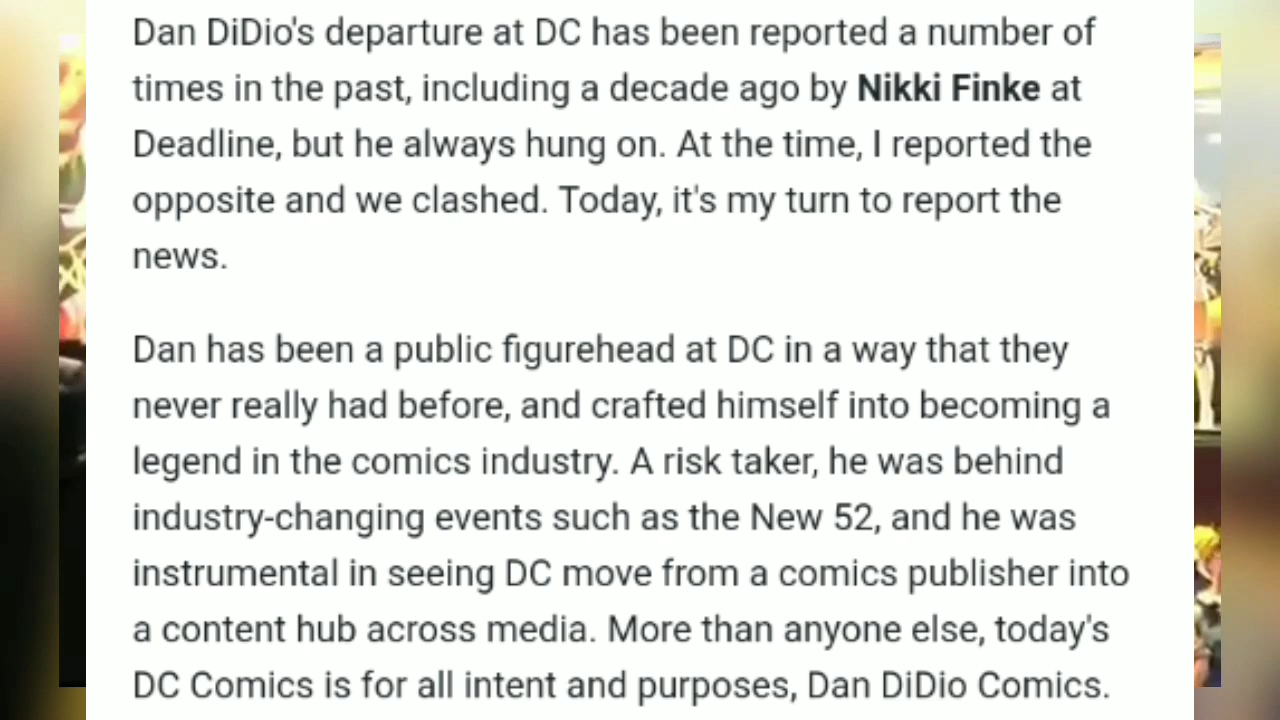 Dan DiDio's departure at DC has been reported a number of
times in the past, including a decade ago by Nikki Finke at
Deadline, but he always hung on. At the time, I reported the
opposite and we clashed. Today, it's my turn to report the
news.
Dan has been a public figurehead at DC in a way that they
never really had before, and crafted himself into becoming a
legend in the comics industry. A risk taker, he was behind
industry-changing events such as the New 52, and he was
instrumental in seeing DC move from a comics publisher into
a content hub across media. More than anyone else, today's
DC Comics is for all intent and purposes, Dan DiDio Comics.